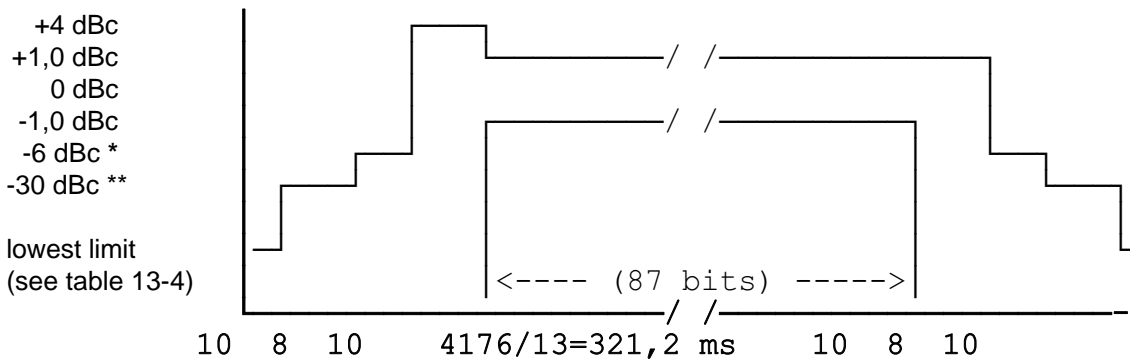 +4 dBc
+1,0 dBc
0 dBc
-1,0 dBc
-6 dBc *
-30 dBc **
lowest limit
(see table 13-4)
<---- (87 bits) ----->
/ /
/ /
/ /
10 8 10 4176/13=321,2 ms 10 8 10